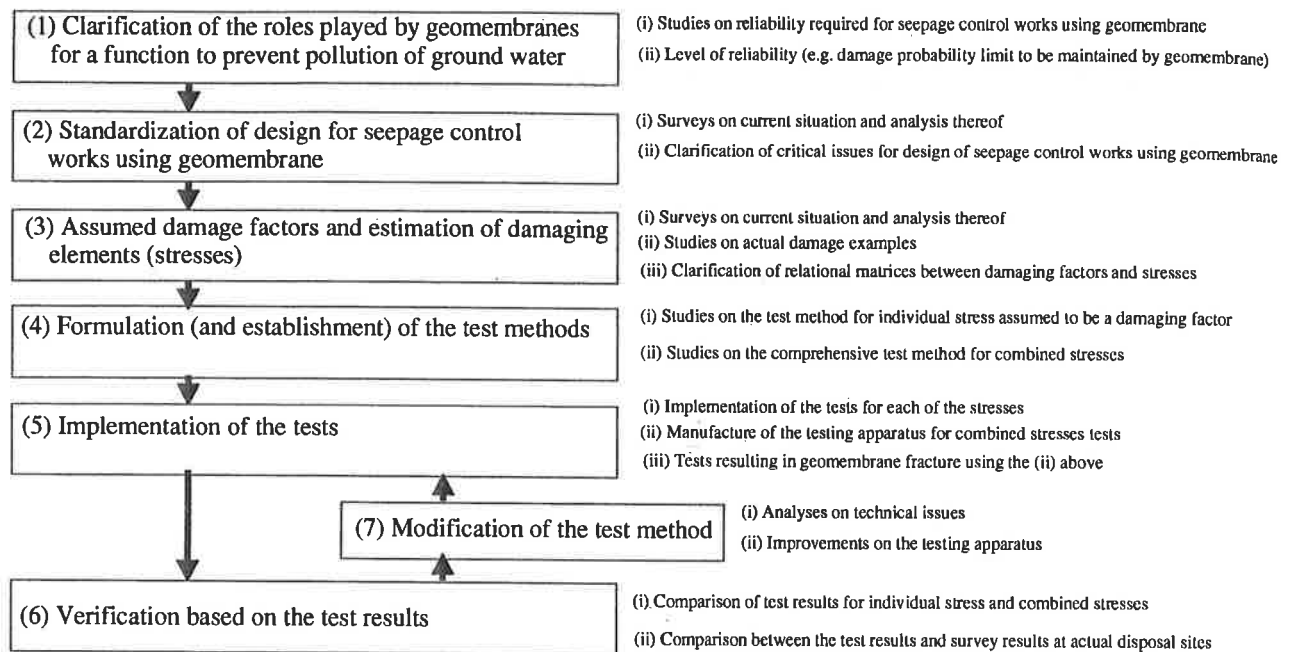 (1) Clarification of the roles played by geomembranes
for a function to prevent pollution of ground water
(i) Studies on reliability required for seepage control works using geomembrane
(ii) Level of reliability (e.g. damage probability limit to be maintained by geomembrane)
(2) Standardization of design for seepage control
works using geomembrane
(i) Surveys on current situation and analysis thereof
(ii) Clarification of critical issues for design of seepage control works using geomembrane
(3) Assumed damage factors and estimation of damaging
elements (stresses)
(i) Surveys on current situation and analysis thereof
(ii) Studies on actual damage examples
(iii) Clarification of relational matrices between damaging factors and stresses
(4) Formulation (and establishment) of the test methods
(i) Studies on the test method for individual stress assumed to be a damaging factor
(ii) Studies on the comprehensive test method for combined stresses
(5) Implementation of the tests
(i) Implementation of the tests for each of the stresses
(ii) Manufacture of the testing apparatus for combined stresses tests
(iii) Tests resulting in geomembrane fracture using the (ii) above
(7) Modification of the test method
(i) Analyses on technical issues
(ii) Improvements on the testing apparatus
(6) Verification based on the test results
(i) Comparison of test results for individual stress and combined stresses
(ii) Comparison between the test results and survey results at actual disposal sites